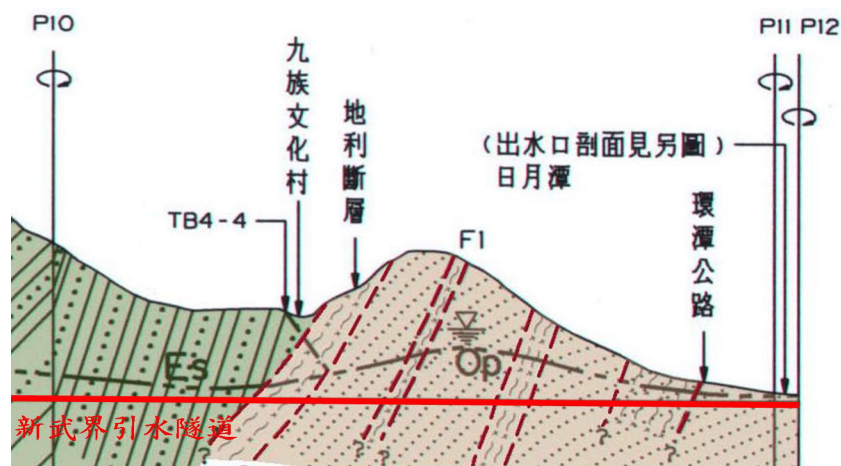 P10
P11 P12
九族文化村
地利斷層
(出水口剖面見另圖)
日月潭
TB4-4
環潭公路
F1
Es
Op
新武界引水隧道
?
?
?
?
?
?